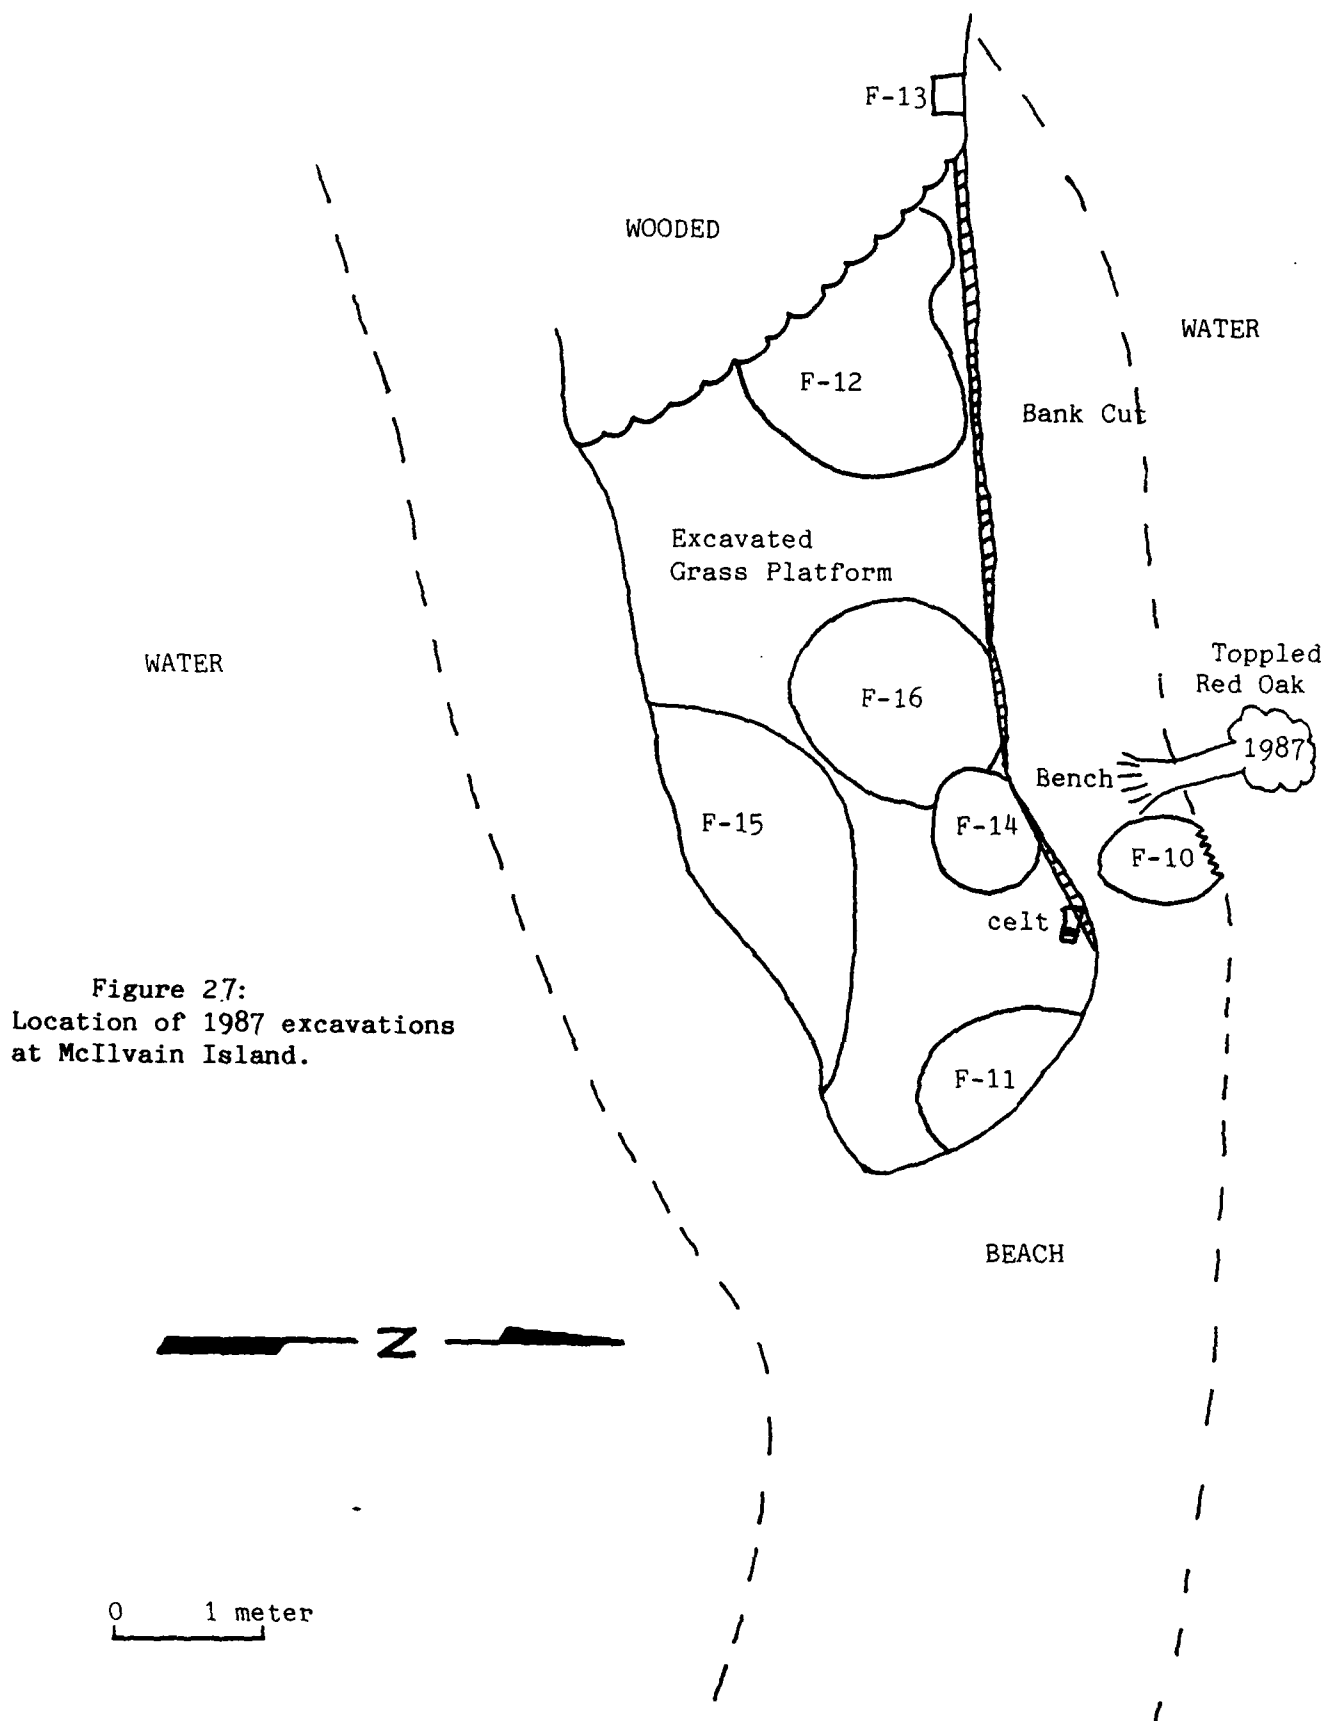 F-13
WOODED
WATER
F-12
Bank Cut
Excavated
Grass Platform
WATER
Toppled
Red Oak
F-16
1987
Bench
F-15
F-14
F-10
celt
Figure 27:
Location of 1987 excavations
at McIlvain Island.
F-11
BEACH
N
0 1 meter